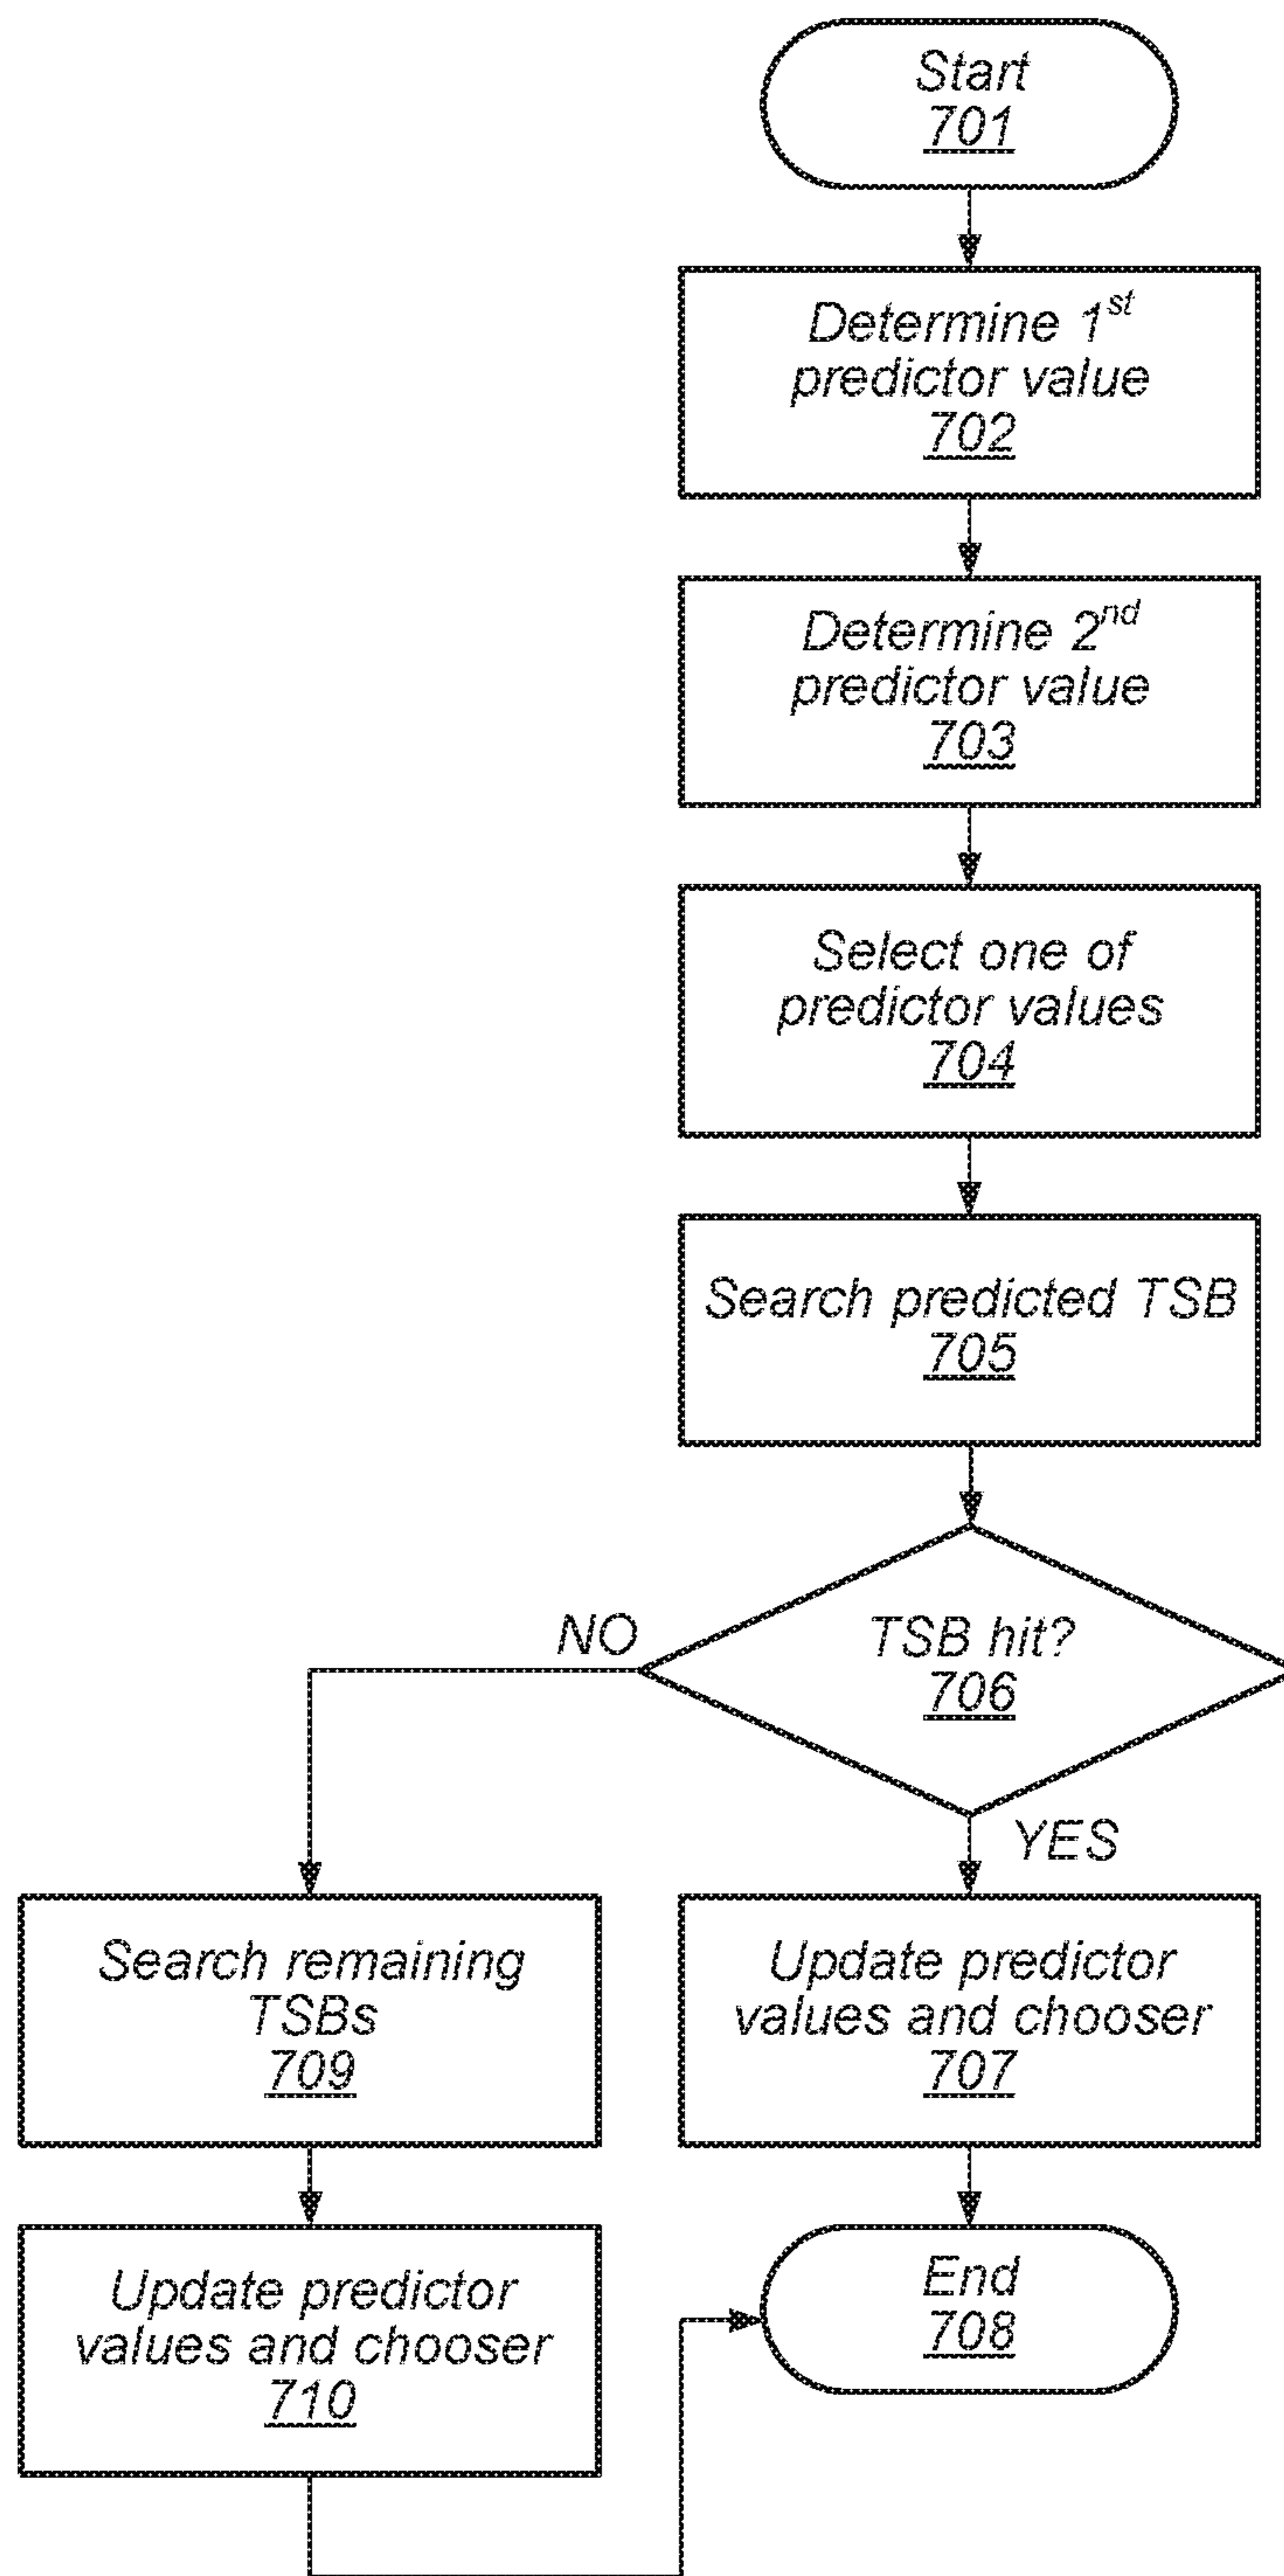 Start
701
Determine 1st
predictor value
702
Determine 2nd
predictor value
703
Select one of
predictor values
704
Search predicted TSB
705
TSB hit?
706
NO
YES
Search remaining
TSBs
709
Update predictor
values and chooser
707
Update predictor
values and chooser
710
End
708